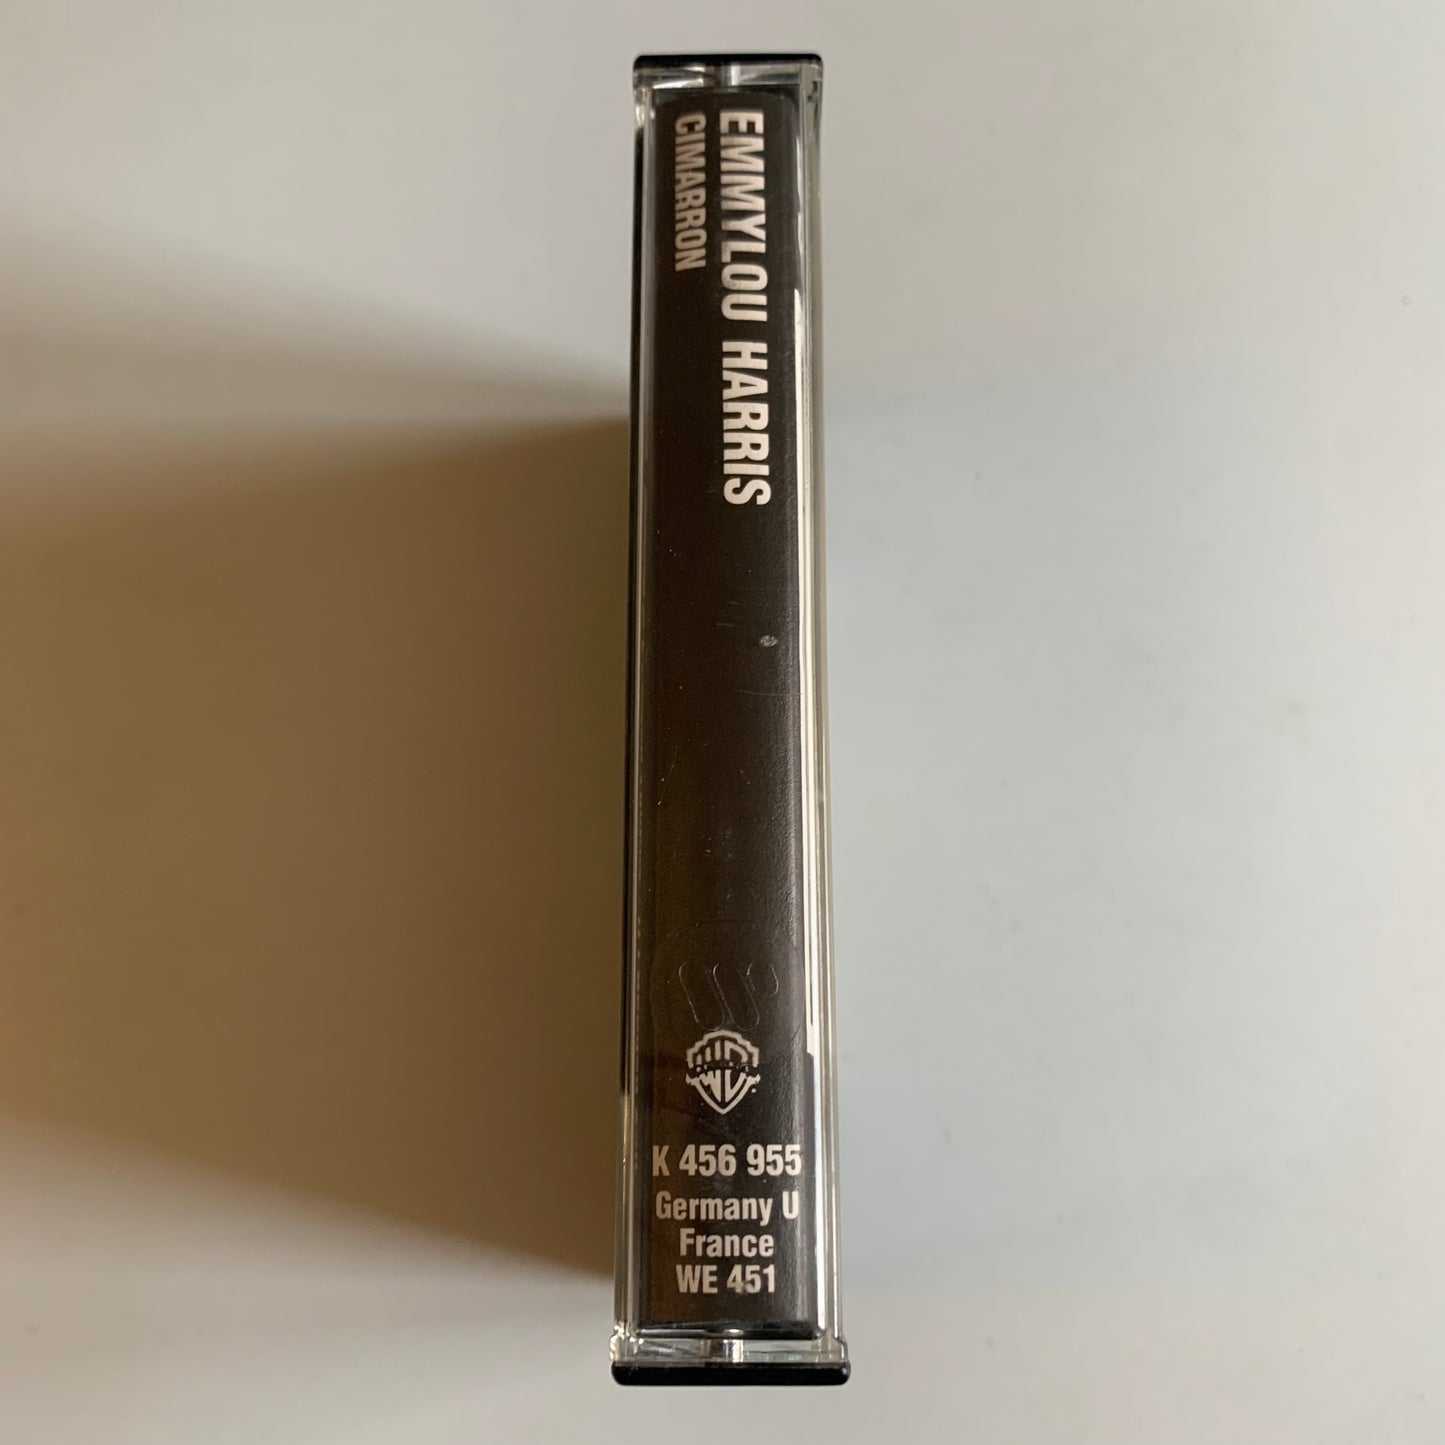 EMMYLOU HARRIS
CIMARRON
K 456 955
Germany U
France
WE 451